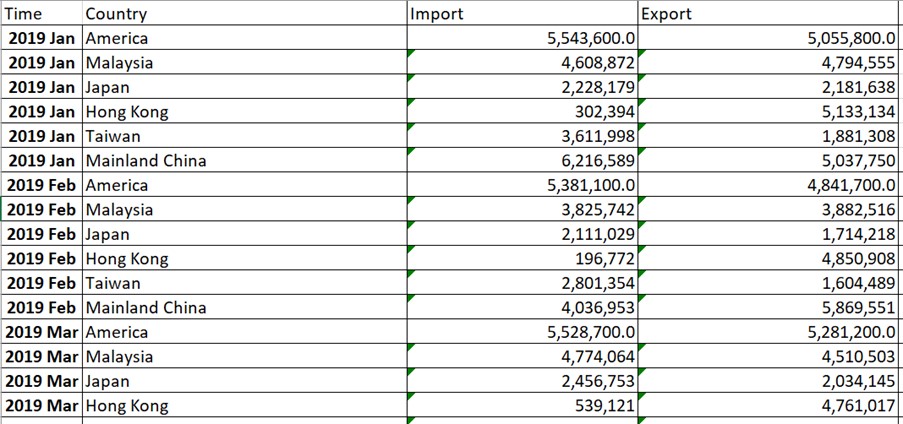 Time Country Import Export
2019 Jan America 5,543,600.0 5,055,800.0
2019 Jan Malaysia 4,608,872 4,794,555
2019 Jan Japan 2,228,179 2,181,638
2019 Jan Hong Kong 302,394 5,133,134
2019 Jan Taiwan 3,611,998 1,881,308
2019 Jan Mainland China 6,216,589 5,037,750
2019 Feb America 5,381,100.0 4,841,700.0
2019 Feb Malaysia 3,825,742 3,882,516
2019 Feb Japan 2,111,029 1,714,218
2019 Feb Hong Kong 196,772 4,850,908
2019 Feb Taiwan 2,801,354 1,604,489
2019 Feb Mainland China 4,036,953 5,869,551
2019 Mar America 5,528,700.0 5,281,200.0
2019 Mar Malaysia 4,774,064 4,510,503
2019 Mar Japan 2,456,753 2,034,145
2019 Mar Hong Kong 539,121 4,761,017